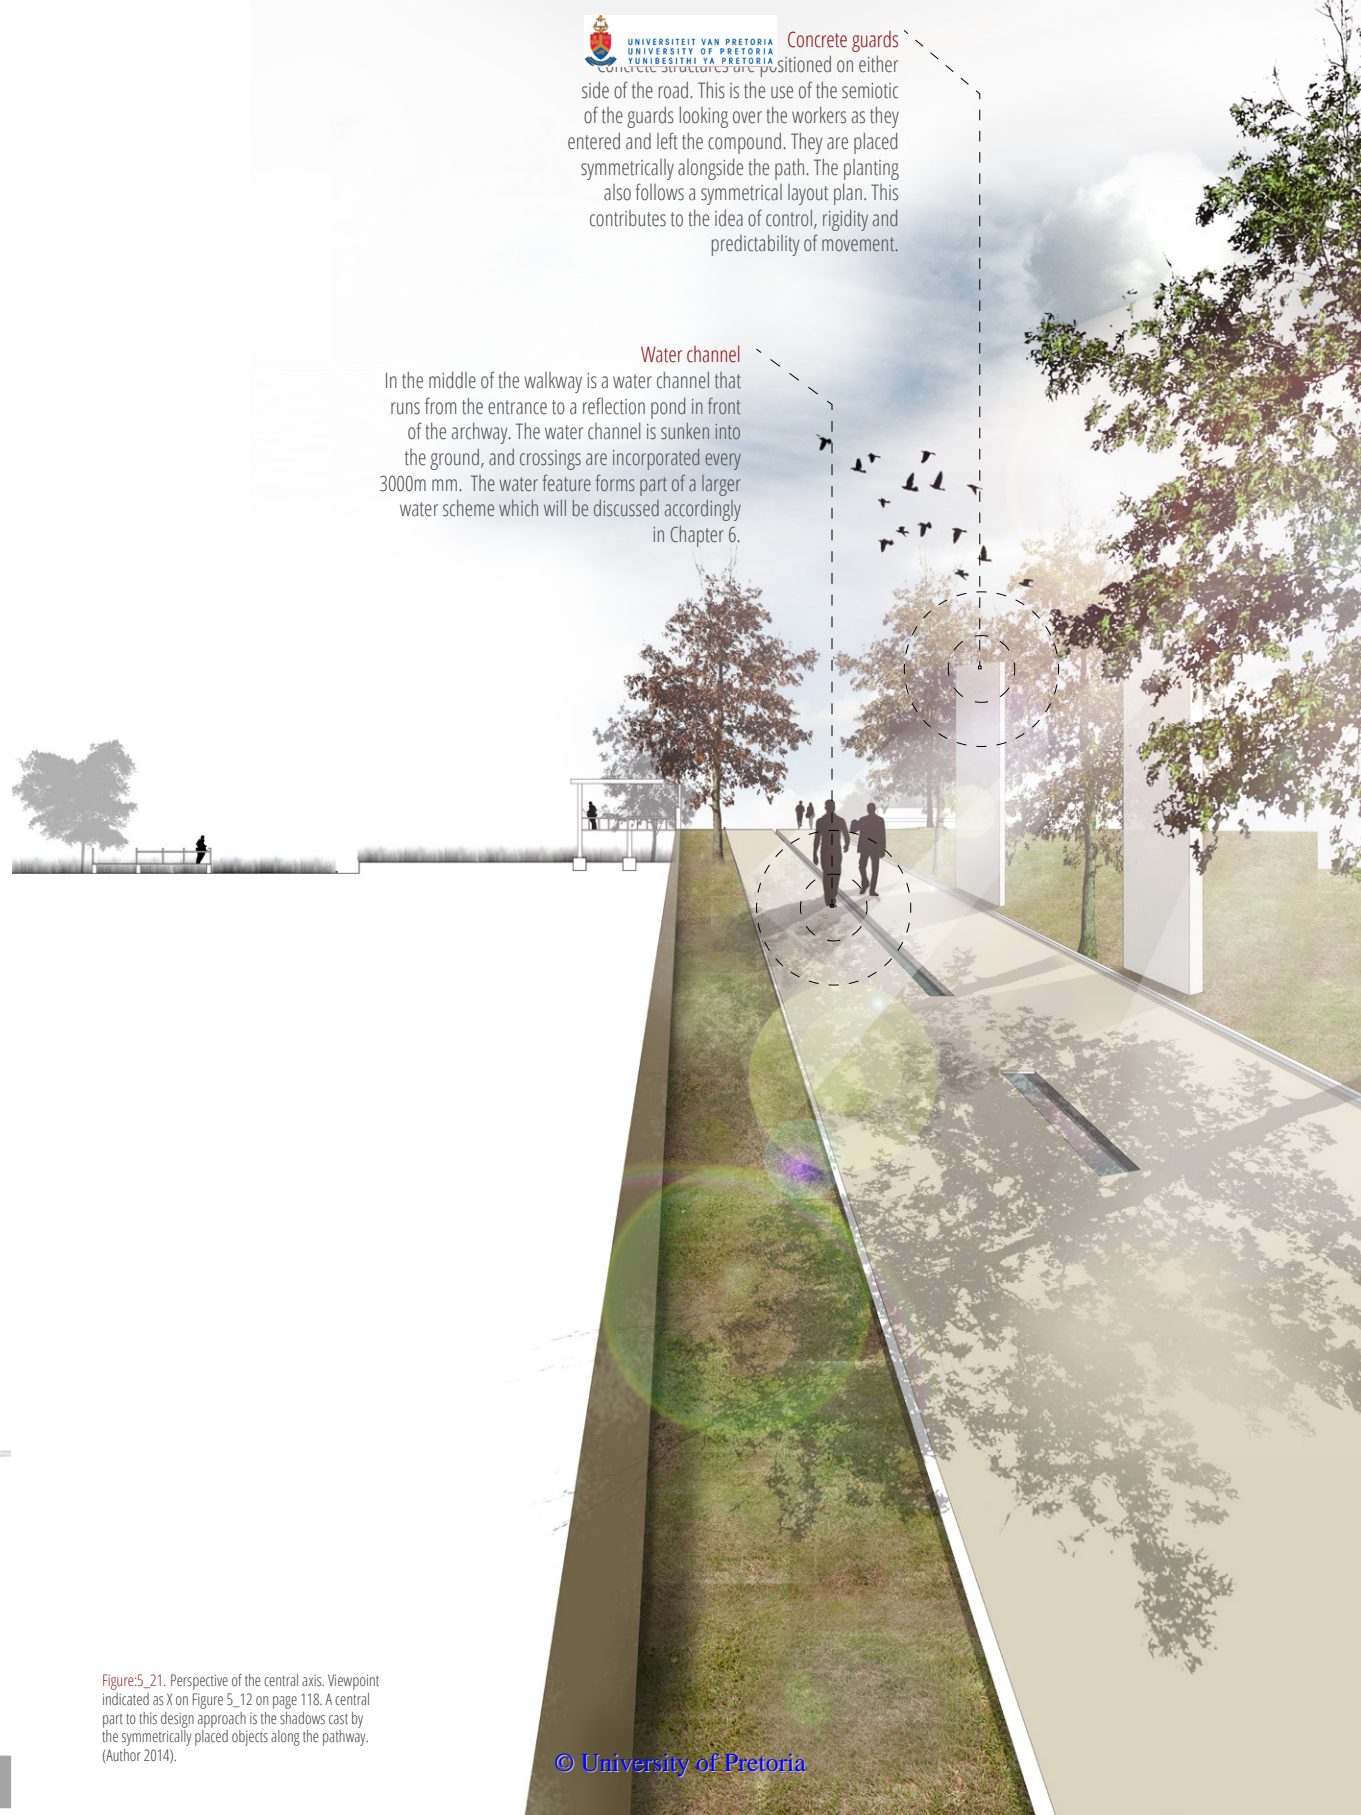 UNIVERSITEIT VAN PRETORIA
UNIVERSITY OF PRETORIA
YUNIBESITHI YA PRETORIA
Concrete guards
Concrete structures are positioned on either
side of the road. This is the use of the semiotic
of the guards looking over the workers as they
entered and left the compound. They are placed
symmetrically alongside the path. The planting
also follows a symmetrical layout plan. This
contributes to the idea of control, rigidity and
predictability of movement.
Water channel
In the middle of the walkway is a water channel that
runs from the entrance to a reflection pond in front
of the archway. The water channel is sunken into
the ground, and crossings are incorporated every
3000m mm.  The water feature forms part of a larger
water scheme which will be discussed accordingly
in Chapter 6.
Figure:5_21. Perspective of the central axis. Viewpoint
indicated as X on Figure 5_12 on page 118. A central
part to this design approach is the shadows cast by
the symmetrically placed objects along the pathway.
(Author 2014).
© University of Pretoria